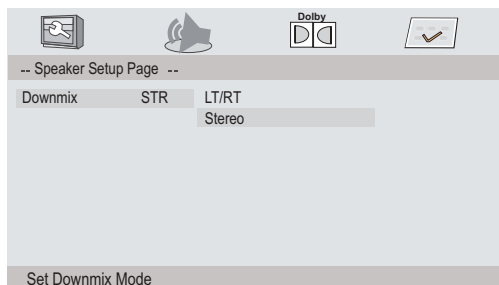 Dolby
-- Speaker Setup Page --
Downmix STR LT/RT
Stereo
Set Downmix Mode